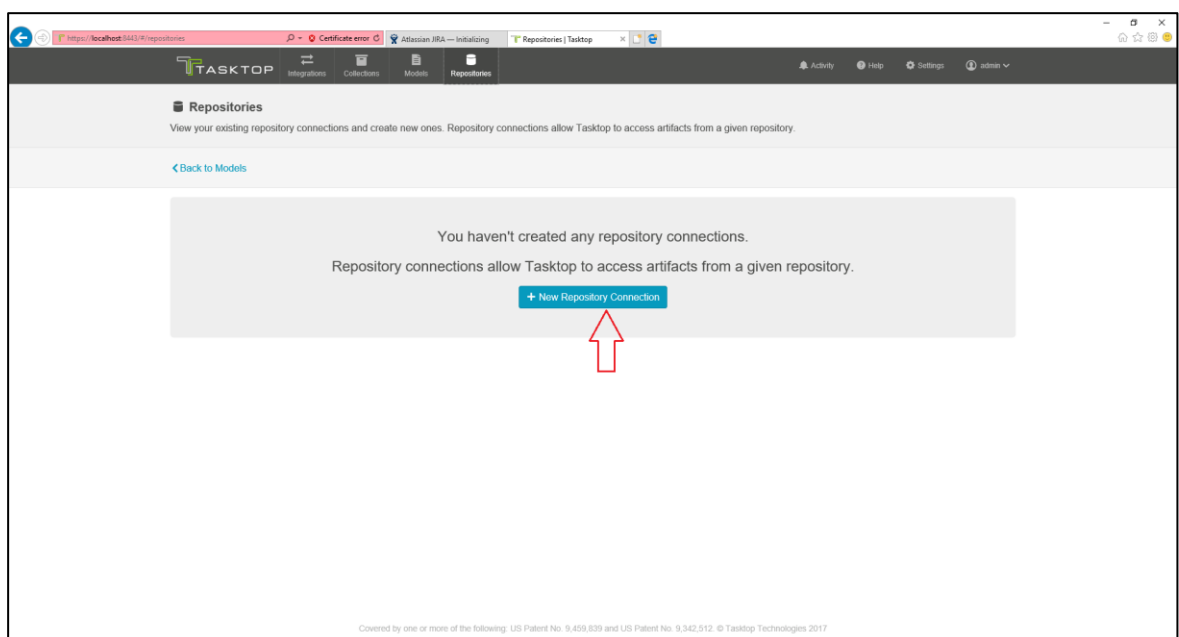 https://localhost:8443/#/repositories
Certificate error
Atlassian JIRA — Initializing
Repositories | Tasktop
TASKTOP
Integrations
Collections
Models
Repositories
Activity
Help
Settings
admin
Repositories
View your existing repository connections and create new ones. Repository connections allow Tasktop to access artifacts from a given repository.
Back to Models
You haven't created any repository connections.
Repository connections allow Tasktop to access artifacts from a given repository.
+ New Repository Connection
Covered by one or more of the following: US Patent No. 9,459,839 and US Patent No. 9,342,512. © Tasktop Technologies 2017